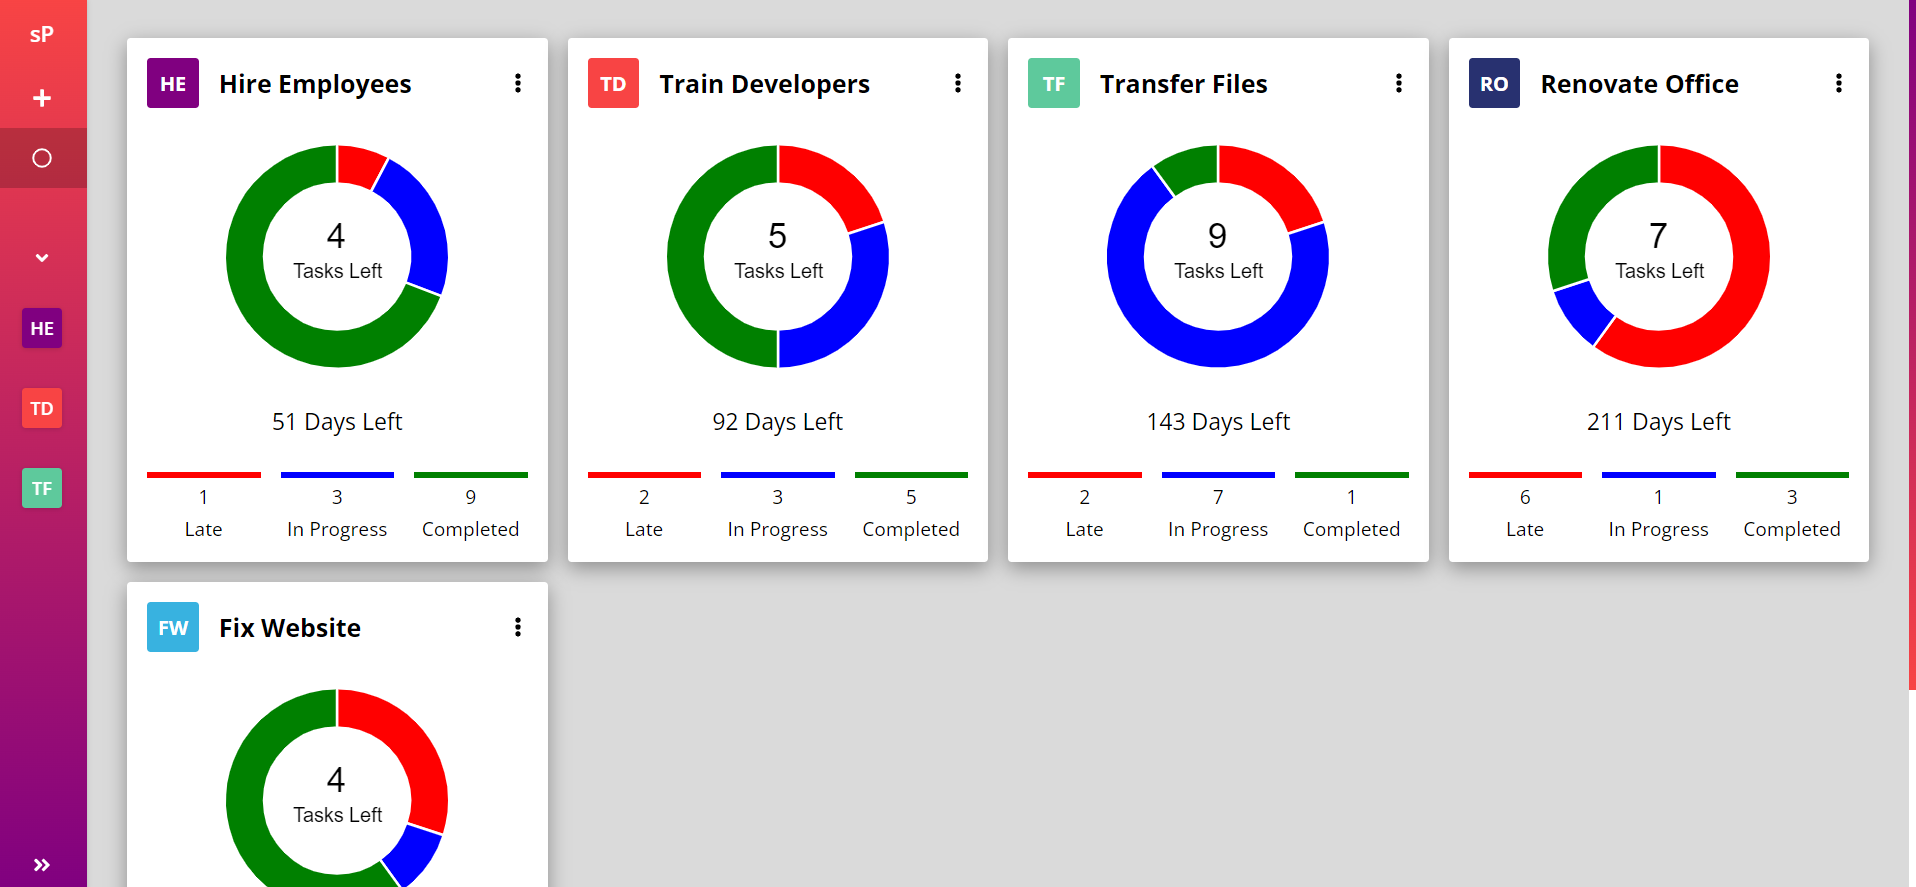 sP
HE
TD
TF
HE Hire Employees
4
Tasks Left
51 Days Left
1 3 9
Late In Progress Completed
TD Train Developers
5
Tasks Left
92 Days Left
2 3 5
Late In Progress Completed
TF Transfer Files
9
Tasks Left
143 Days Left
2 7 1
Late In Progress Completed
RO Renovate Office
7
Tasks Left
211 Days Left
6 1 3
Late In Progress Completed
FW Fix Website
4
Tasks Left